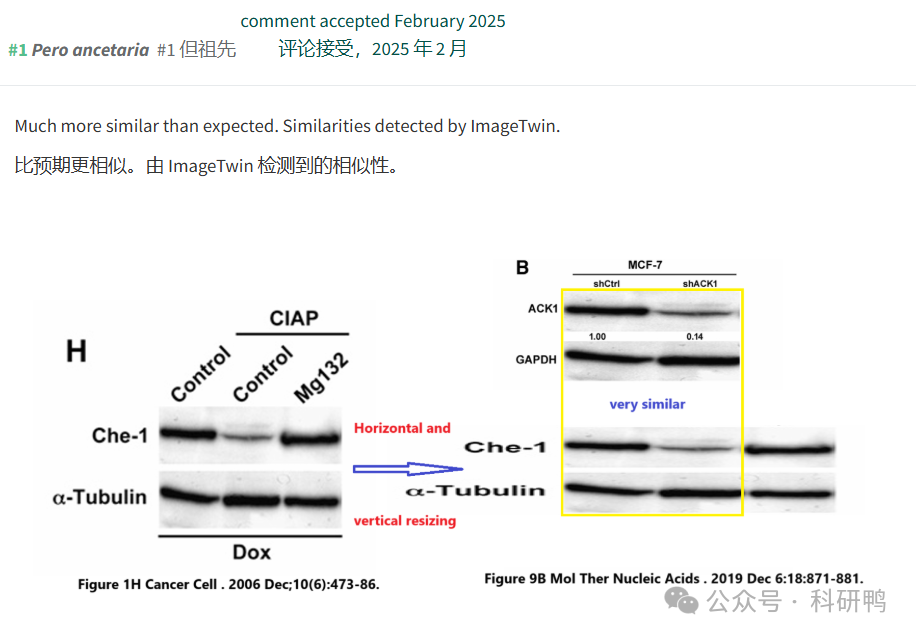 comment accepted February 2025
#1 Pero ancetaria #1 但祖先 评论接受，2025 年 2 月
Much more similar than expected. Similarities detected by ImageTwin.
比预期更相似。由 ImageTwin 检测到的相似性。
H
CIAP
Control
Control
Mg132
Che-1
α-Tubulin
Dox
Figure 1H Cancer Cell . 2006 Dec;10(6):473-86.
Horizontal and
vertical resizing
B
MCF-7
shCtrl shACK1
ACK1
1.00 0.14
GAPDH
very similar
Che-1
α-Tubulin
Figure 9B Mol Ther Nucleic Acids . 2019 Dec 6:18:871-881.
公众号 · 科研鸭